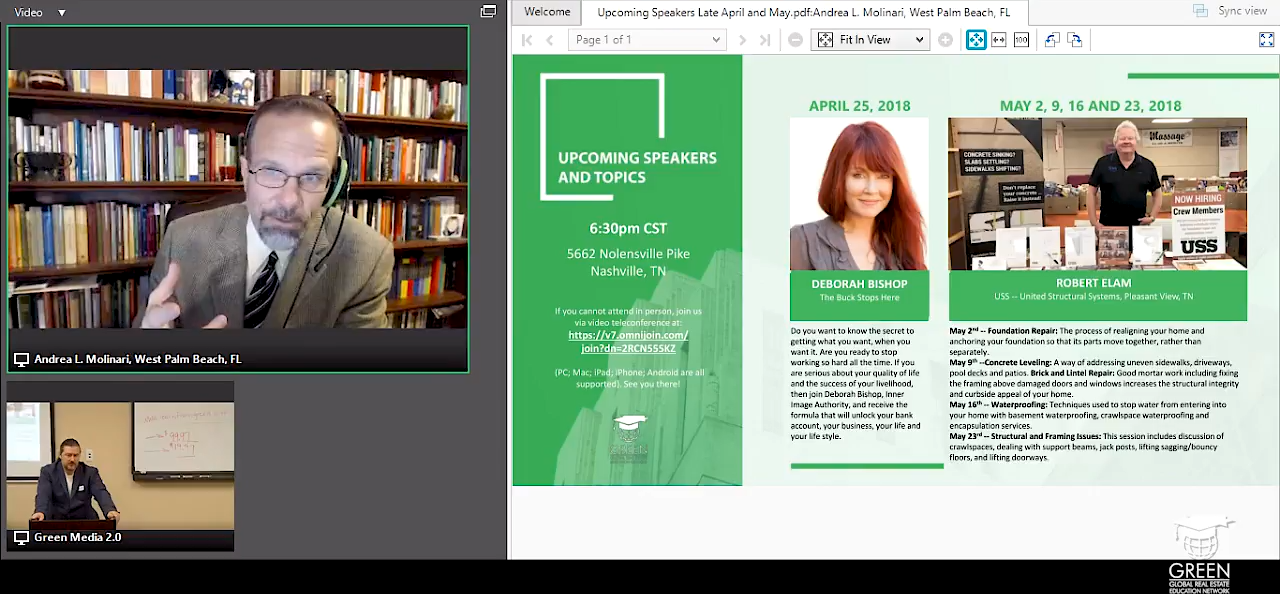 Video
Welcome
Upcoming Speakers Late April and May.pdf:Andrea L. Molinari, West Palm Beach, FL
Sync view
Page 1 of 1
Fit In View
100
Andrea L. Molinari, West Palm Beach, FL
Green Media 2.0
UPCOMING SPEAKERS
AND TOPICS
6:30pm CST
5662 Nolensville Pike
Nashville, TN
If you cannot attend in person, join us
via video teleconference at:
https://v7.omnijoin.com/
join?dn=2RCN5S5KZ
(PC; Mac; iPad; iPhone; Android are all
supported). See you there!
APRIL 25, 2018
DEBORAH BISHOP
The Buck Stops Here
Do you want to know the secret to
getting what you want, when you
want it. Are you ready to stop
working so hard all the time. If you
are serious about your quality of life
and the success of your livelihood,
then join Deborah Bishop, Inner
Image Authority, and receive the
formula that will unlock your bank
account, your business, your life and
your life style.
MAY 2, 9, 16 AND 23, 2018
Massage
CONCRETE SINKING?
SLABS SETTLING?
SIDEWALKS SHIFTING?
Don't replace
your concrete ...
Raise it instead!
NOW HIRING
Crew Members
USS
ROBERT ELAM
USS -- United Structural Systems, Pleasant View, TN
May 2nd -- Foundation Repair: The process of realigning your home and
anchoring your foundation so that its parts move together, rather than
separately.
May 9th --Concrete Leveling: A way of addressing uneven sidewalks, driveways,
pool decks and patios. Brick and Lintel Repair: Good mortar work including fixing
the framing above damaged doors and windows increases the structural integrity
and curbside appeal of your home.
May 16th -- Waterproofing: Techniques used to stop water from entering into
your home with basement waterproofing, crawlspace waterproofing and
encapsulation services.
May 23rd -- Structural and Framing Issues: This session includes discussion of
crawlspaces, dealing with support beams, jack posts, lifting sagging/bouncy
floors, and lifting doorways.
GREEN
GLOBAL REAL ESTATE
EDUCATION NETWORK